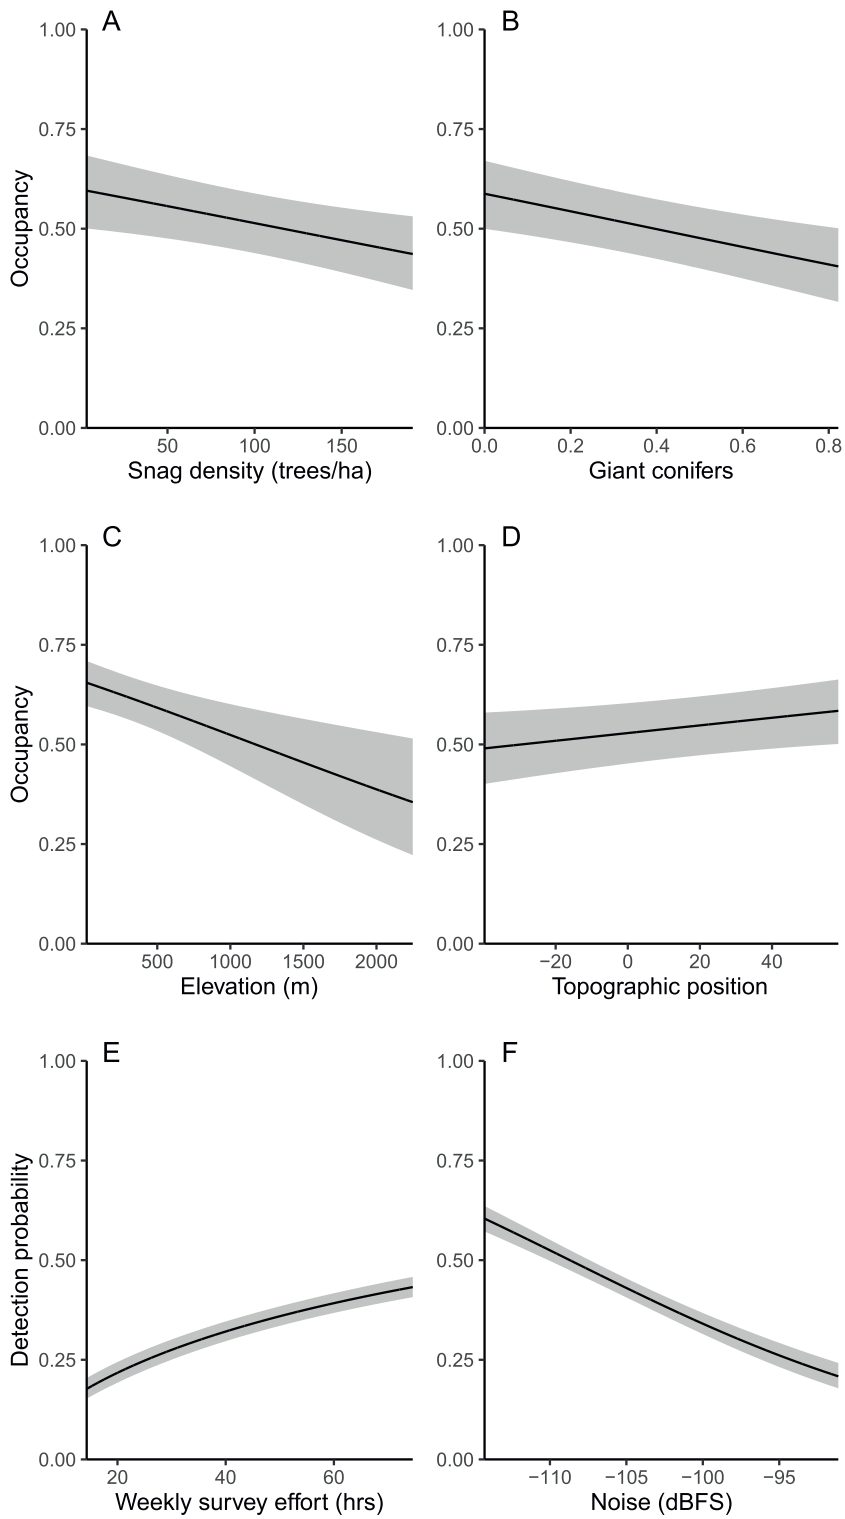 A
B
1.00
0.75
0.50
0.25
0.00
Occupancy
50 100 150
Snag density (trees/ha)
1.00
0.75
0.50
0.25
0.00
0.0 0.2 0.4 0.6 0.8
Giant conifers
C
D
1.00
0.75
0.50
0.25
0.00
Occupancy
500 1000 1500 2000
Elevation (m)
1.00
0.75
0.50
0.25
0.00
−20 0 20 40
Topographic position
E
F
1.00
0.75
0.50
0.25
0.00
Detection probability
20 40 60
Weekly survey effort (hrs)
1.00
0.75
0.50
0.25
0.00
−110 −105 −100 −95
Noise (dBFS)